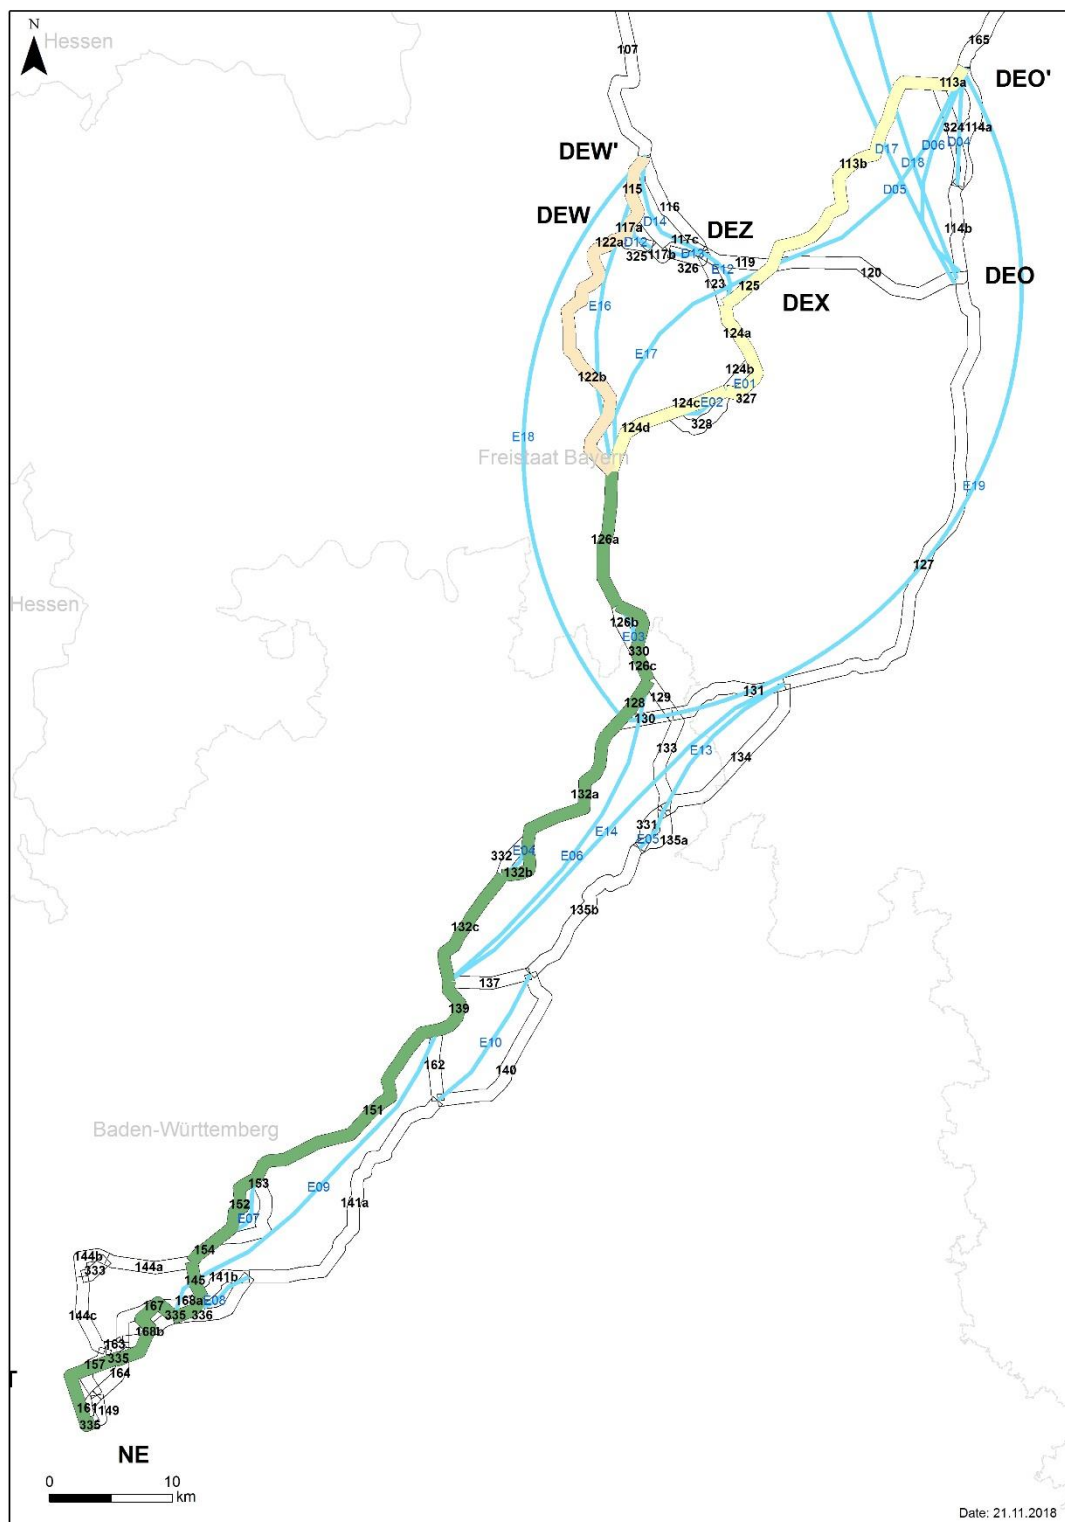 N
Hessen
107
165
DEO'
113a
324
114a
D04
D06
D17
D18
113b
D05
DEW'
115
116
DEW
D14
117a
DEZ
122a
D12
117c
325
117b
D13
326
E12
119
114b
123
125
120
DEO
DEX
E16
124a
E17
122b
124b
E01
124c
E02
327
328
124d
E18
Freistaat Bayern
E19
126a
127
Hessen
126b
E03
330
126c
129
131
128
130
133
E13
134
132a
331
E14
E05
135a
332
E04
E06
132b
135b
132c
137
139
E10
162
140
151
Baden-Württemberg
153
E09
152
141a
E07
154
144b
144a
333
145
141b
168a
E08
167
335
336
144c
168b
163
335
157
164
161
149
335
T
NE
0
10
km
Date: 21.11.2018